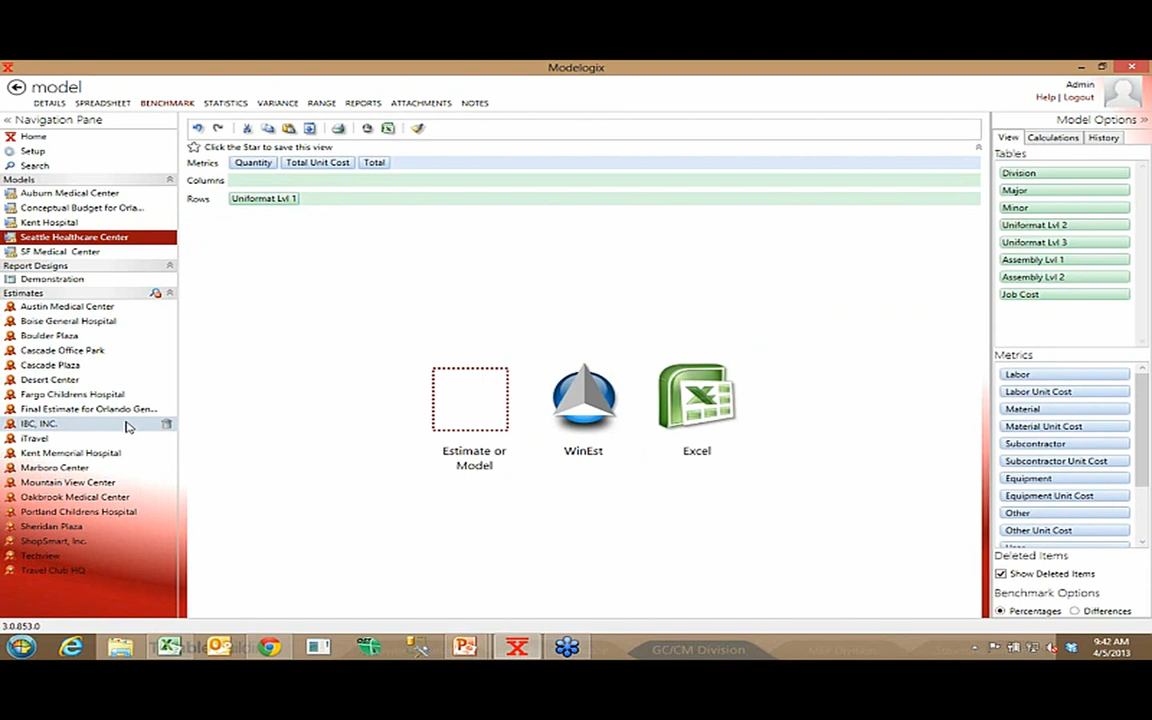 Modelogix
model
DETAILS SPREADSHEET BENCHMARK STATISTICS VARIANCE RANGE REPORTS ATTACHMENTS NOTES
Admin
Help | Logout
« Navigation Pane
Home
Setup
Search
Models
Auburn Medical Center
Conceptual Budget for Orla...
Kent Hospital
Seattle Healthcare Center
SF Medical Center
Report Designs
Demonstration
Estimates
Austin Medical Center
Boise General Hospital
Boulder Plaza
Cascade Office Park
Cascade Plaza
Desert Center
Fargo Childrens Hospital
Final Estimate for Orlando Gen...
IBC, INC.
iTravel
Kent Memorial Hospital
Marboro Center
Mountain View Center
Oakbrook Medical Center
Portland Childrens Hospital
Sheridan Plaza
ShopSmart, Inc.
Techview
Travel Club HQ
3.0.853.0
Click the Star to save this view
Metrics Quantity Total Unit Cost Total
Columns
Rows Uniformat Lvl 1
Estimate or
Model
WinEst
Excel
Model Options »
View Calculations History
Tables
Division
Major
Minor
Uniformat Lvl 2
Uniformat Lvl 3
Assembly Lvl 1
Assembly Lvl 2
Job Cost
Metrics
Labor
Labor Unit Cost
Material
Material Unit Cost
Subcontractor
Subcontractor Unit Cost
Equipment
Equipment Unit Cost
Other
Other Unit Cost
Deleted Items
Show Deleted Items
Benchmark Options
Percentages Differences
GC/CM Division
9:42 AM
4/5/2013